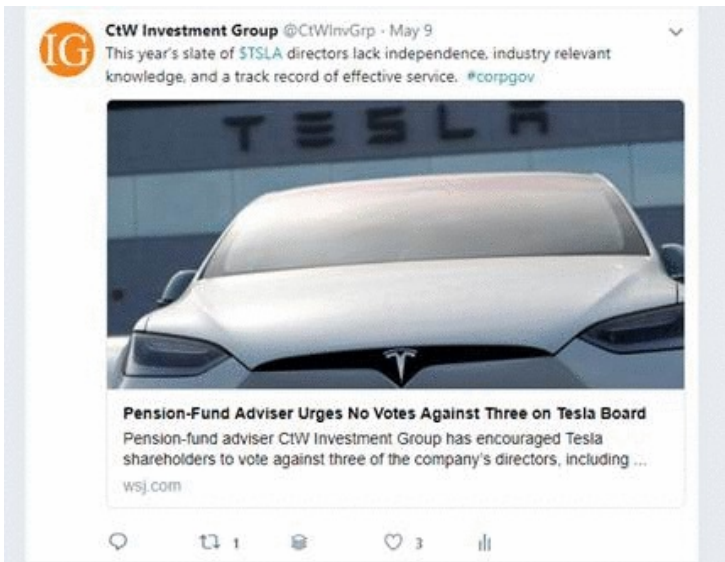 IG
CtW Investment Group @CtWInvGrp · May 9
This year's slate of $TSLA directors lack independence, industry relevant
knowledge, and a track record of effective service. #corpgov
TESLA
Pension-Fund Adviser Urges No Votes Against Three on Tesla Board
Pension-fund adviser CtW Investment Group has encouraged Tesla
shareholders to vote against three of the company's directors, including ...
wsj.com
1
3